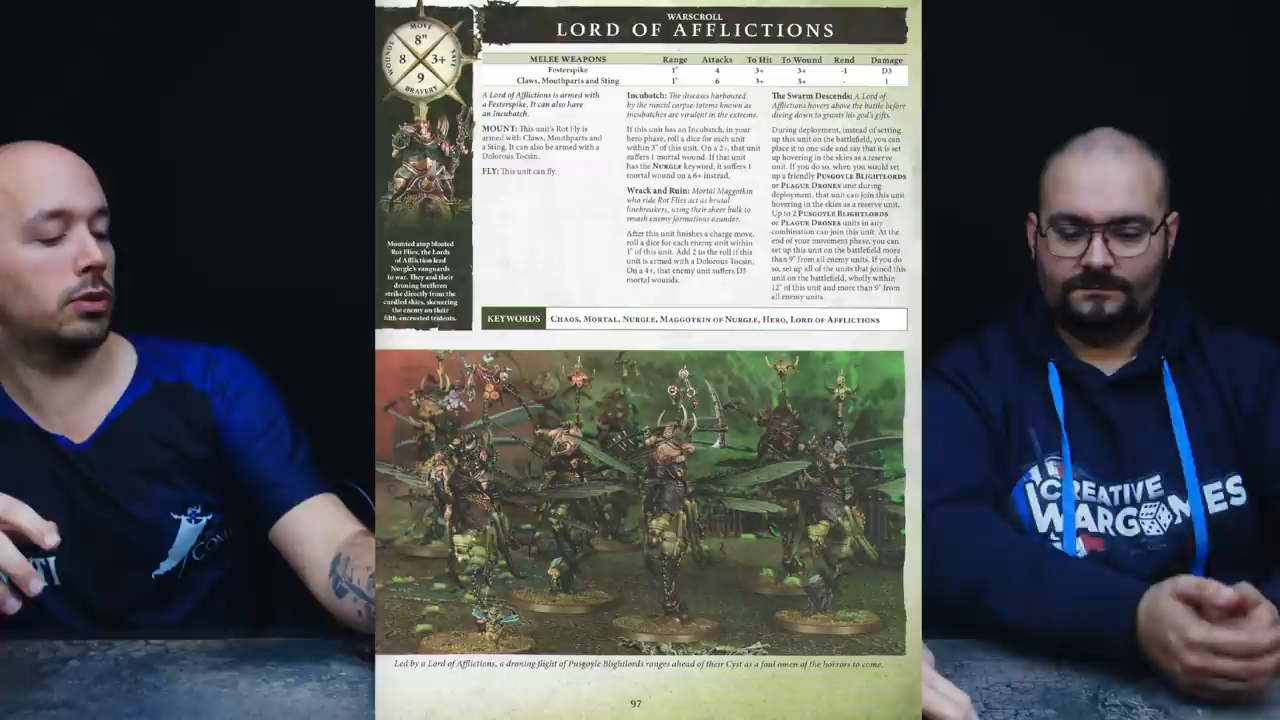 WARSCROLL
LORD OF AFFLICTIONS
MOVE
8"
WOUNDS
8
3+
SAVE
9
BRAVERY
MELEE WEAPONS Range Attacks To Hit To Wound Rend Damage
Festerspike 1" 4 3+ 3+ -1 D3
Claws, Mouthparts and Sting 1" 6 3+ 3+ - 1
A Lord of Afflictions is armed with
a Festerspike. It can also have
an Incubatch.
MOUNT: This unit's Rot Fly is
armed with Claws, Mouthparts and
a Sting. It can also be armed with a
Dolorous Tocsin.
FLY: This unit can fly.
Incubatch: The diseases harboured
by the rancid corpse-totems known as
incubatches are virulent in the extreme.
If this unit has an Incubatch, in your
hero phase, roll a dice for each unit
within 3" of this unit. On a 2+, that unit
suffers 1 mortal wound. If that unit
has the NURGLE keyword, it suffers 1
mortal wound on a 6+ instead.
Wrack and Ruin: Mortal Maggotkin
who ride Rot Flies act as brutal
linebreakers, using their sheer bulk to
smash enemy formations asunder.
After this unit finishes a charge move,
roll a dice for each enemy unit within
1" of this unit. Add 2 to the roll if this
unit is armed with a Dolorous Tocsin.
On a 4+, that enemy unit suffers D3
mortal wounds.
The Swarm Descends: A Lord of
Afflictions hovers above the battle before
diving down to grants his god's gifts.
During deployment, instead of setting
up this unit on the battlefield, you can
place it to one side and say that it is set
up hovering in the skies as a reserve
unit. If you do so, when you would set
up a friendly PUSGOYLE BLIGHTLORDS
or PLAGUE DRONES unit during
deployment, that unit can join this unit
hovering in the skies as a reserve unit.
Up to 2 PUSGOYLE BLIGHTLORDS
or PLAGUE DRONES units in any
combination can join this unit. At the
end of your movement phase, you can
set up this unit on the battlefield more
than 9" from all enemy units. If you do
so, set up all of the units that joined this
unit on the battlefield, wholly within
12" of this unit and more than 9" from
all enemy units.
Mounted atop bloated
Rot Flies, the Lords
of Affliction lead
Nurgle's vanguards
to war. They and their
droning brethren
strike directly from the
curdled skies, skewering
the enemy on their
filth-encrusted tridents.
KEYWORDS CHAOS, MORTAL, NURGLE, MAGGOTKIN OF NURGLE, HERO, LORD OF AFFLICTIONS
Led by a Lord of Afflictions, a droning flight of Pusgoyle Blightlords ranges ahead of their Cyst as a foul omen of the horrors to come.
97
CREATIVE
WARGAMES